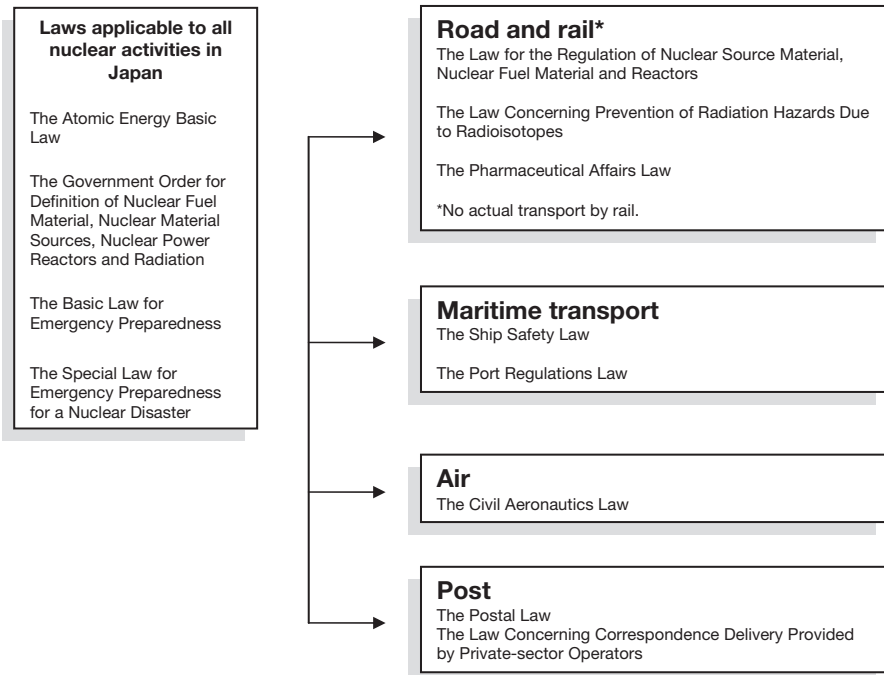 Laws applicable to all
nuclear activities in
Japan
The Atomic Energy Basic
Law
The Government Order for
Definition of Nuclear Fuel
Material, Nuclear Material
Sources, Nuclear Power
Reactors and Radiation
The Basic Law for
Emergency Preparedness
The Special Law for
Emergency Preparedness
for a Nuclear Disaster
Road and rail*
The Law for the Regulation of Nuclear Source Material,
Nuclear Fuel Material and Reactors
The Law Concerning Prevention of Radiation Hazards Due
to Radioisotopes
The Pharmaceutical Affairs Law
*No actual transport by rail.
Maritime transport
The Ship Safety Law
The Port Regulations Law
Air
The Civil Aeronautics Law
Post
The Postal Law
The Law Concerning Correspondence Delivery Provided
by Private-sector Operators